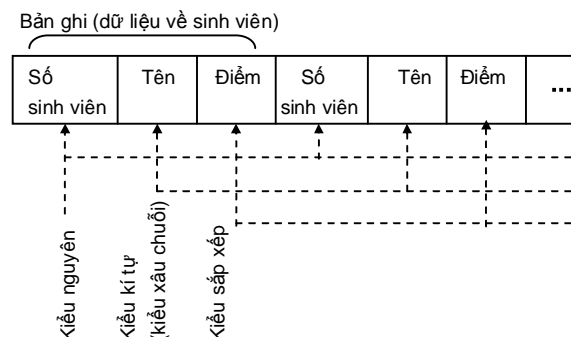 Bản ghi (dữ liệu về sinh viên)
Số
sinh viên
Tên
Điểm
Số
sinh viên
Tên
Điểm
...
Kiểu nguyên
Kiểu kí tự
(kiểu xâu chuỗi)
Kiểu sắp xếp